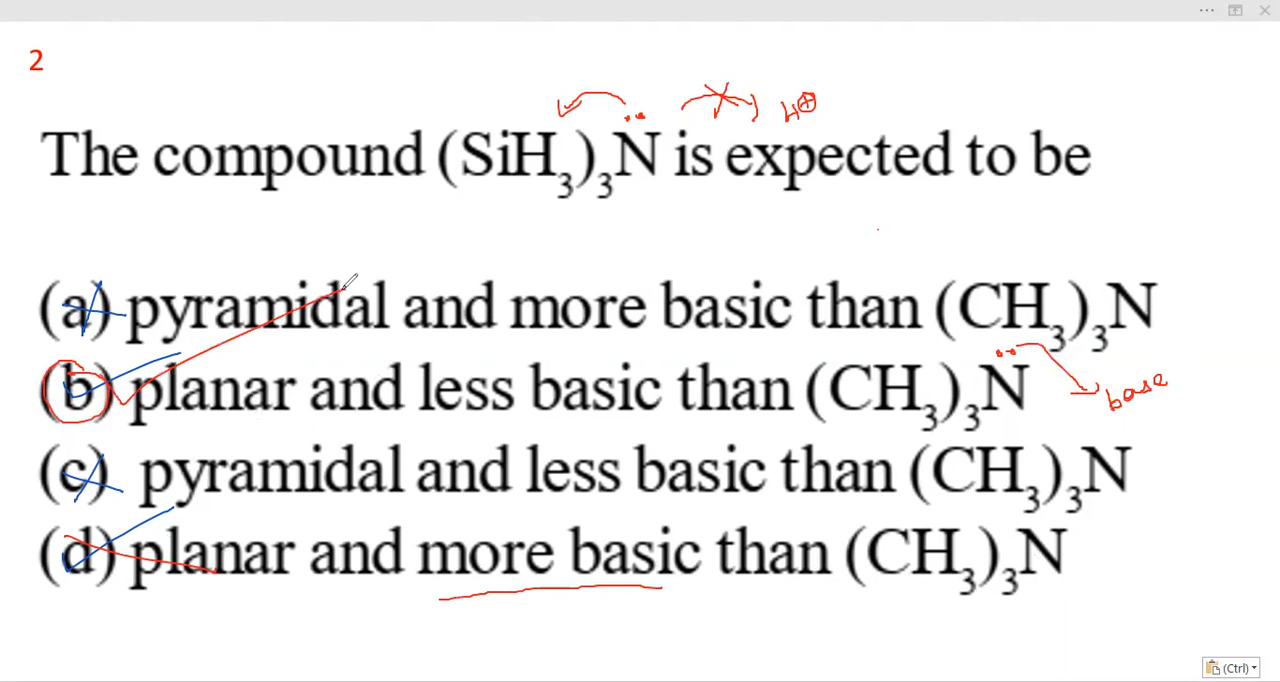 2
H⊕
The compound (SiH₃)₃N is expected to be
(a) pyramidal and more basic than (CH₃)₃N
(b) planar and less basic than (CH₃)₃N
base
(c) pyramidal and less basic than (CH₃)₃N
(d) planar and more basic than (CH₃)₃N
(Ctrl)